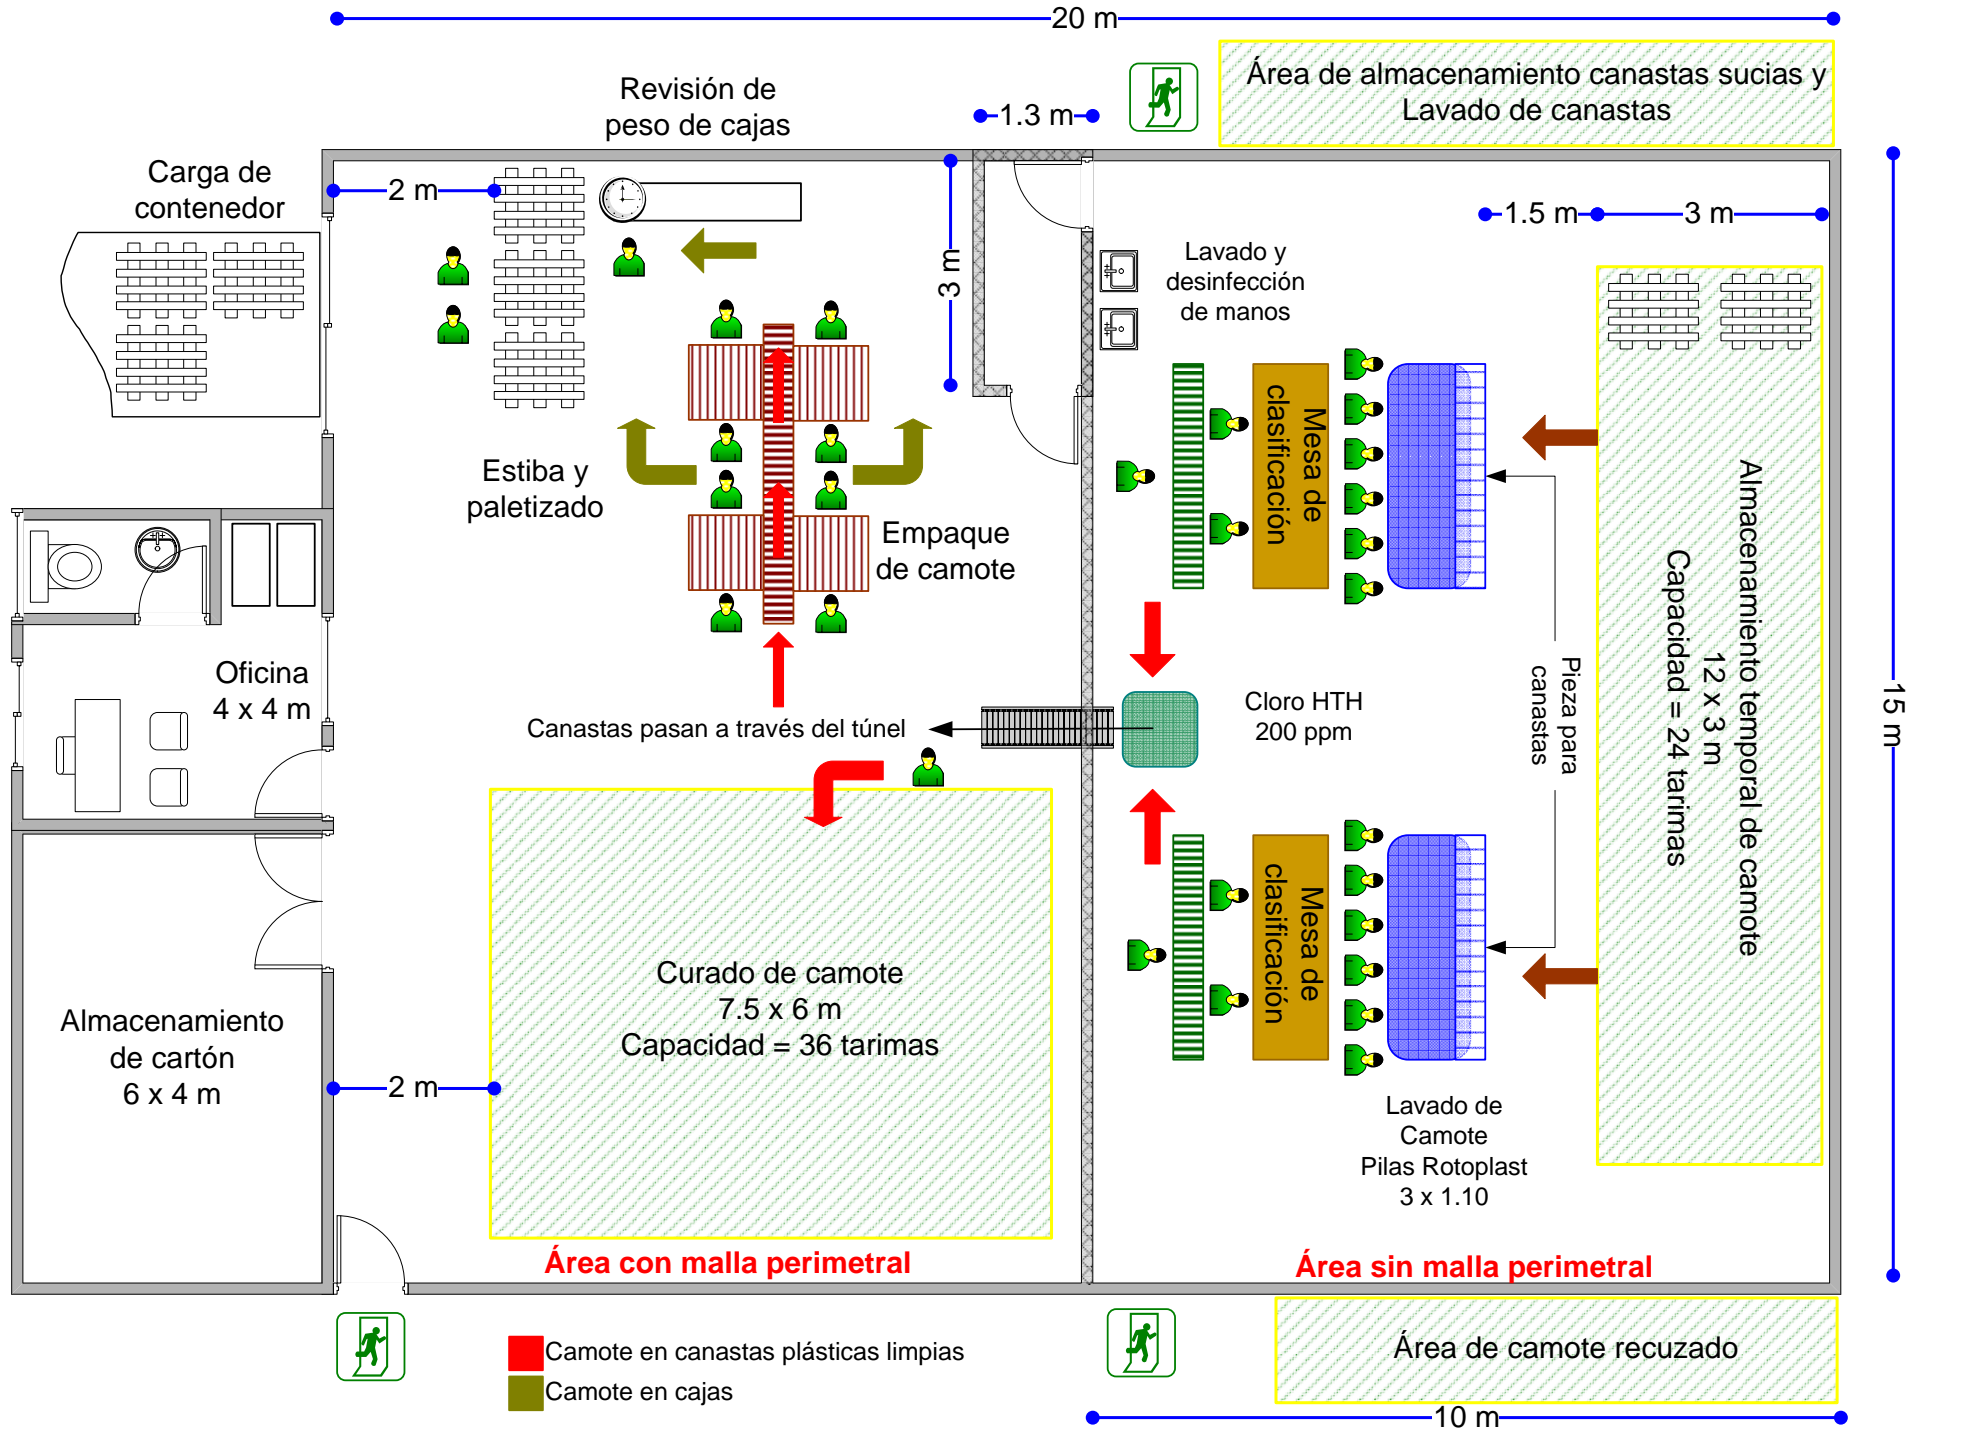 20 m
Área de almacenamiento canastas sucias y
Lavado de canastas
Revisión de
peso de cajas
1.3 m
Carga de
contenedor
2 m
3 m
1.5 m
3 m
Lavado y
desinfección
de manos
Mesa de
clasificación
Estiba y
paletizado
Empaque
de camote
Almacenamiento temporal de camote
12 x 3 m
Capacidad = 24 tarimas
Pieza para
canastas
15 m
Oficina
4 x 4 m
Canastas pasan a través del túnel
Cloro HTH
200 ppm
Mesa de
clasificación
Curado de camote
7.5 x 6 m
Capacidad = 36 tarimas
Almacenamiento
de cartón
6 x 4 m
2 m
Lavado de
Camote
Pilas Rotoplast
3 x 1.10
Área con malla perimetral
Área sin malla perimetral
Camote en canastas plásticas limpias
Camote en cajas
Área de camote recuzado
10 m